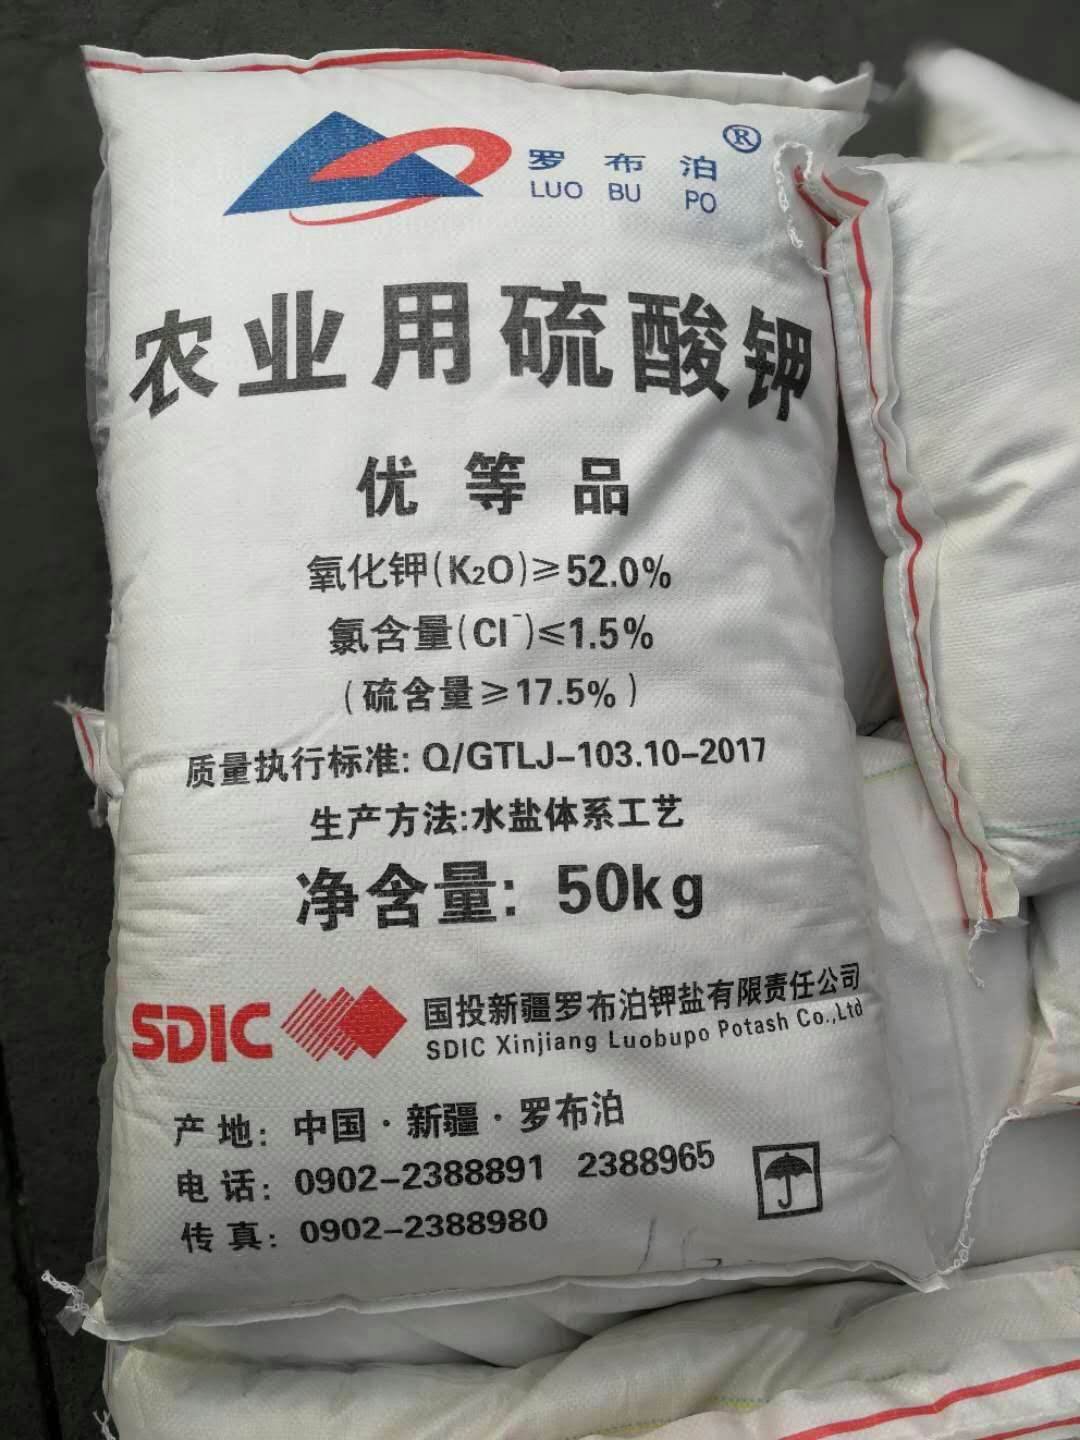 罗布泊®
LUO BU PO
农业用硫酸钾
优等品
氧化钾(K₂O)≥52.0%
氯含量(Cl⁻)≤1.5%
(硫含量≥17.5%)
质量执行标准: Q/GTLJ-103.10-2017
生产方法:水盐体系工艺
净含量: 50kg
SDIC 国投新疆罗布泊钾盐有限责任公司
SDIC Xinjiang Luobupo Potash Co.,Ltd
产地: 中国·新疆·罗布泊
电话: 0902-2388891 2388965
传真: 0902-2388980